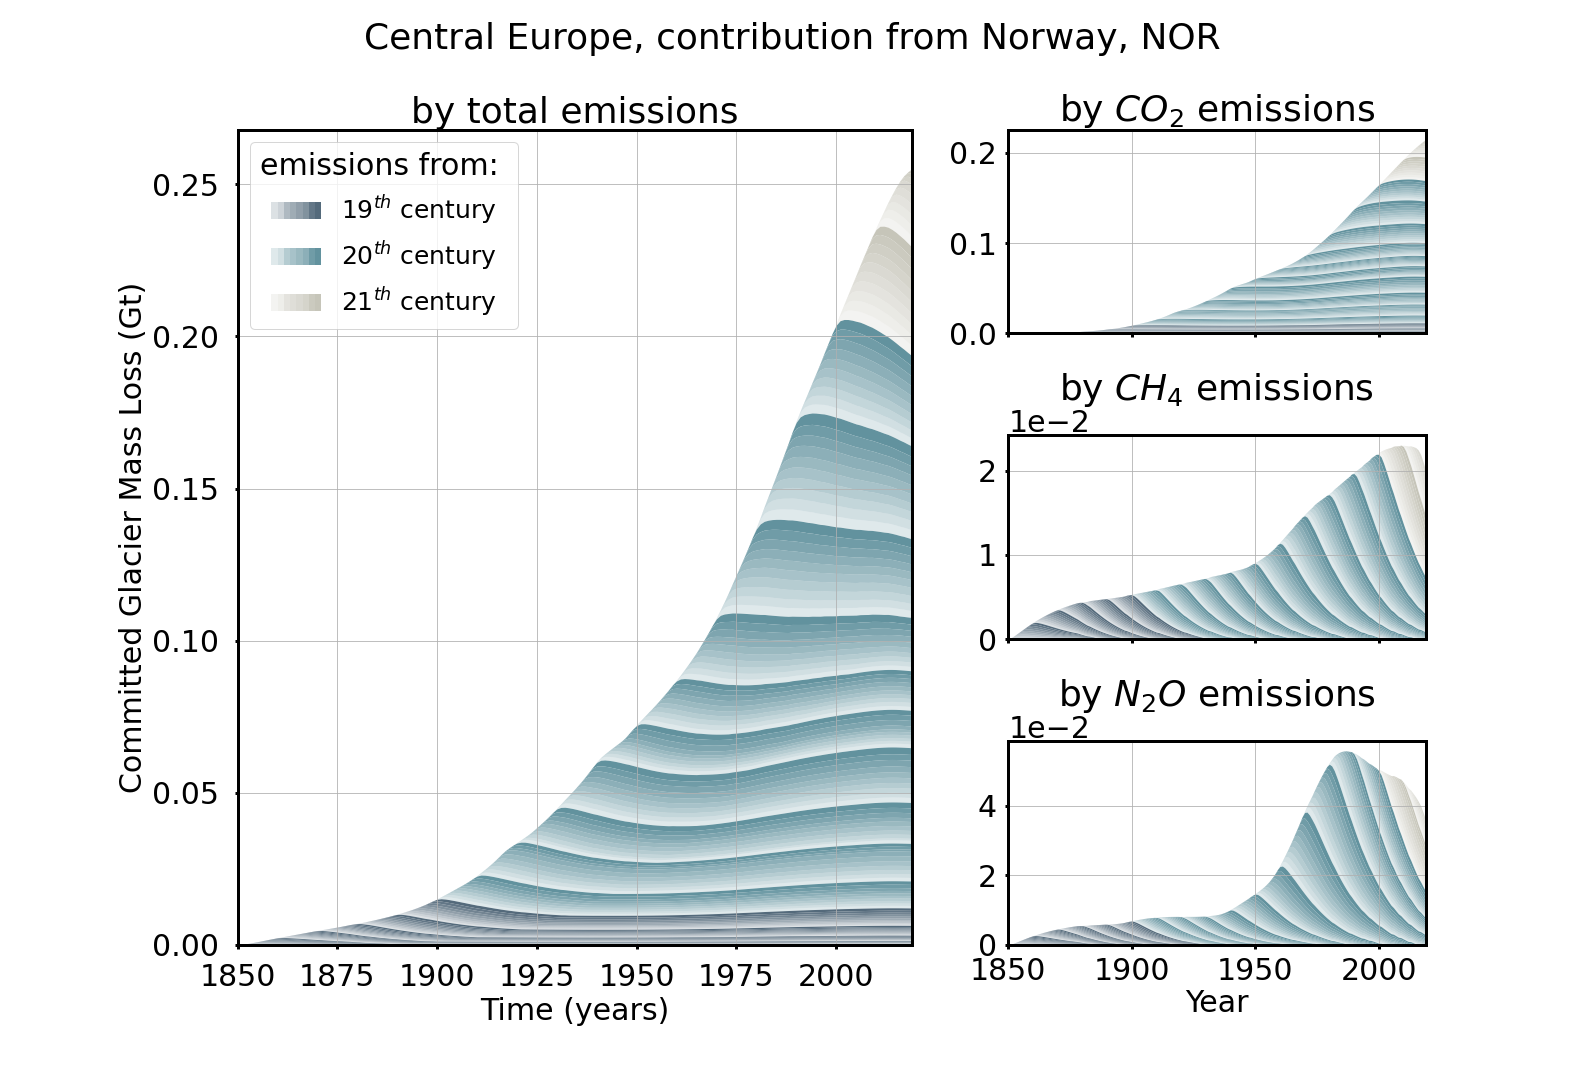 Central Europe, contribution from Norway, NOR
by total emissions
emissions from:
19th century
20th century
21th century
Committed Glacier Mass Loss (Gt)
0.25
0.20
0.15
0.10
0.05
0.00
1850 1875 1900 1925 1950 1975 2000
Time (years)
by CO2 emissions
0.2
0.1
0.0
by CH4 emissions
1e−2
2
1
0
by N2O emissions
1e−2
4
2
0
1850 1900 1950 2000
Year